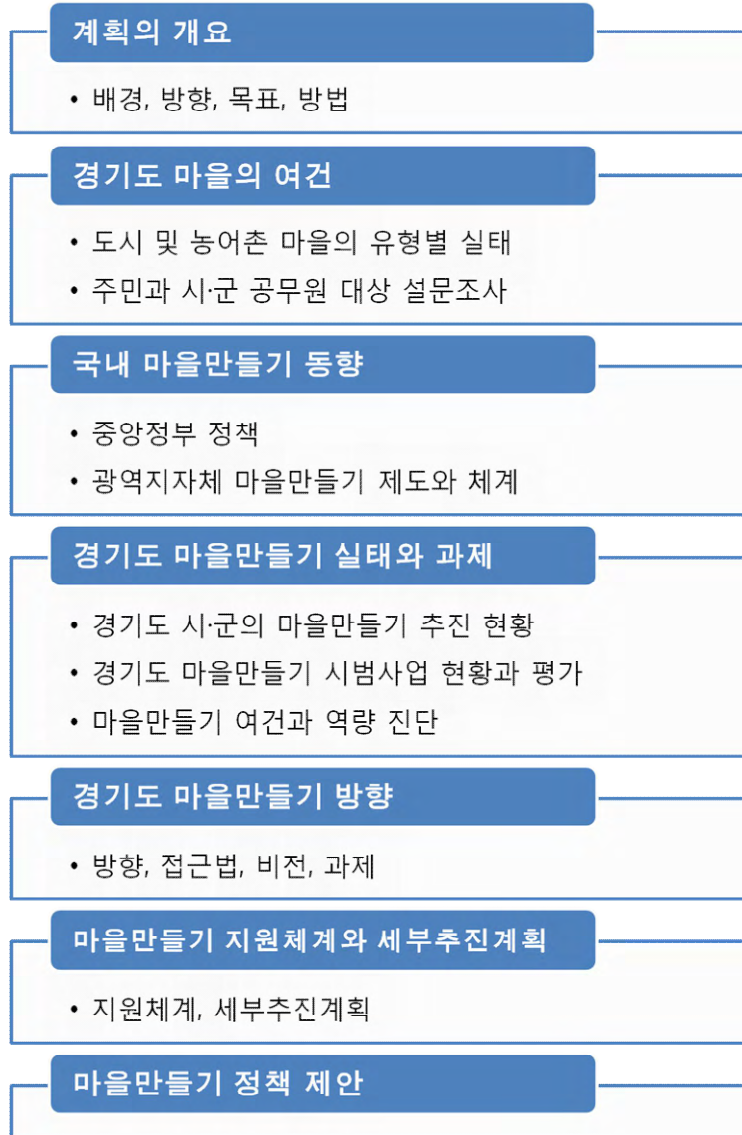 계획의 개요
• 배경, 방향, 목표, 방법
경기도 마을의 여건
• 도시 및 농어촌 마을의 유형별 실태
• 주민과 시·군 공무원 대상 설문조사
국내 마을만들기 동향
• 중앙정부 정책
• 광역지자체 마을만들기 제도와 체계
경기도 마을만들기 실태와 과제
• 경기도 시·군의 마을만들기 추진 현황
• 경기도 마을만들기 시범사업 현황과 평가
• 마을만들기 여건과 역량 진단
경기도 마을만들기 방향
• 방향, 접근법, 비전, 과제
마을만들기 지원체계와 세부추진계획
• 지원체계, 세부추진계획
마을만들기 정책 제안